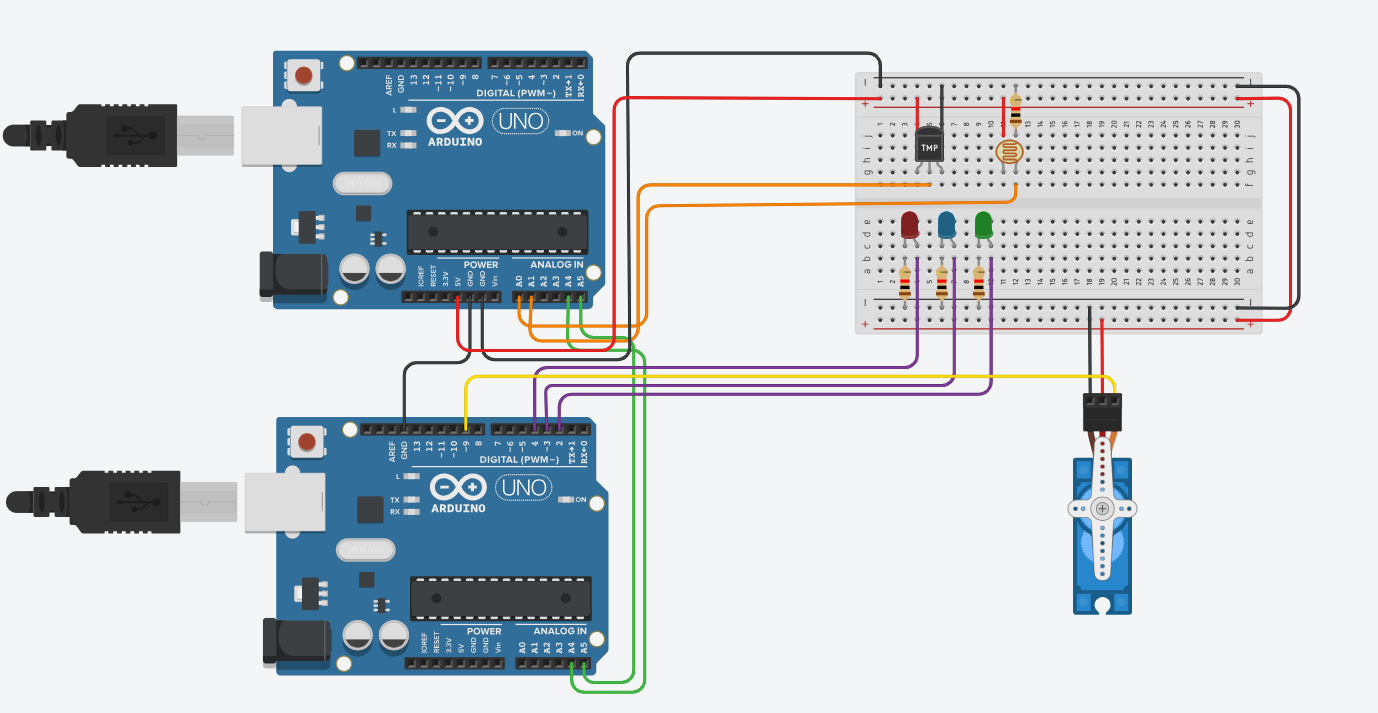 AREF
GND
13
12
~11
~10
~9
8
7
~6
~5
4
~3
2
TX→1
RX←0
DIGITAL (PWM~)
L
TX
RX
ARDUINO
UNO
ON
POWER
ANALOG IN
IOREF
RESET
3.3V
5V
GND
GND
Vin
A0
A1
A2
A3
A4
A5
AREF
GND
13
12
~11
~10
~9
8
7
~6
~5
4
~3
2
TX→1
RX←0
DIGITAL (PWM~)
L
TX
RX
ARDUINO
UNO
ON
POWER
ANALOG IN
IOREF
RESET
3.3V
5V
GND
GND
Vin
A0
A1
A2
A3
A4
A5
TMP